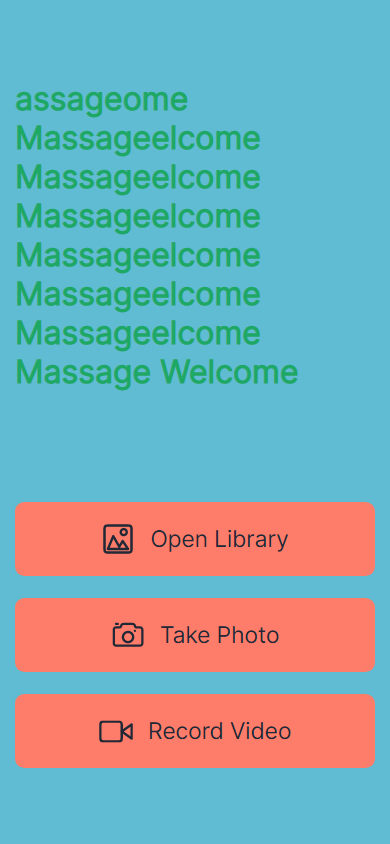 assageome
Massageelcome
Massageelcome
Massageelcome
Massageelcome
Massageelcome
Massageelcome
Massage Welcome
Open Library
Take Photo
Record Video